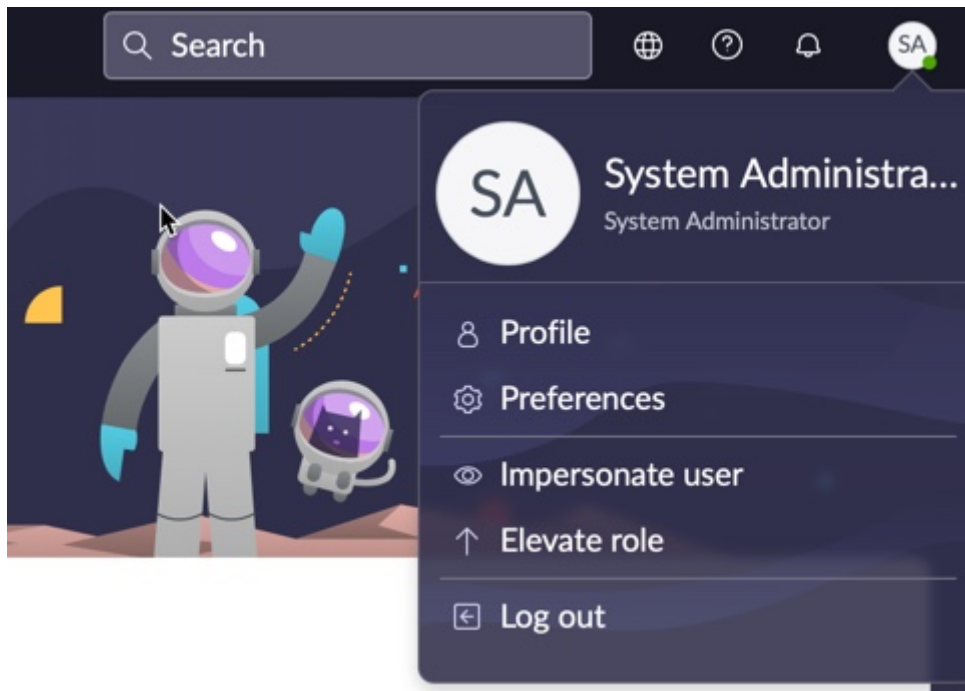 Search
SA
SA
System Administra...
System Administrator
Profile
Preferences
Impersonate user
Elevate role
Log out